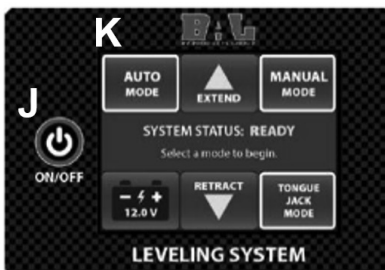 K
BAL
AUTO
MODE
EXTEND
MANUAL
MODE
J
SYSTEM STATUS: READY
Select a mode to begin.
ON/OFF
- +
12.0 V
RETRACT
TONGUE
JACK
MODE
LEVELING SYSTEM